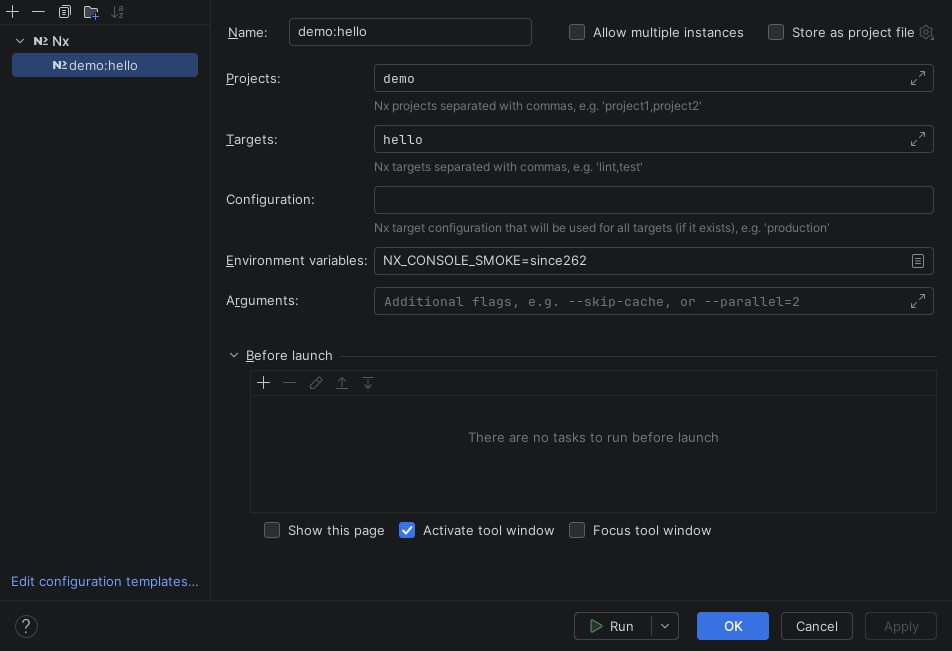 Name:
demo:hello
Allow multiple instances
Store as project file
Nx
demo:hello
Projects:
demo
Nx projects separated with commas, e.g. 'project1,project2'
Targets:
hello
Nx targets separated with commas, e.g. 'lint,test'
Configuration:
Nx target configuration that will be used for all targets (if it exists), e.g. 'production'
Environment variables:
NX_CONSOLE_SMOKE=since262
Arguments:
Additional flags, e.g. --skip-cache, or --parallel=2
Before launch
There are no tasks to run before launch
Show this page
Activate tool window
Focus tool window
Edit configuration templates...
?
Run
OK
Cancel
Apply